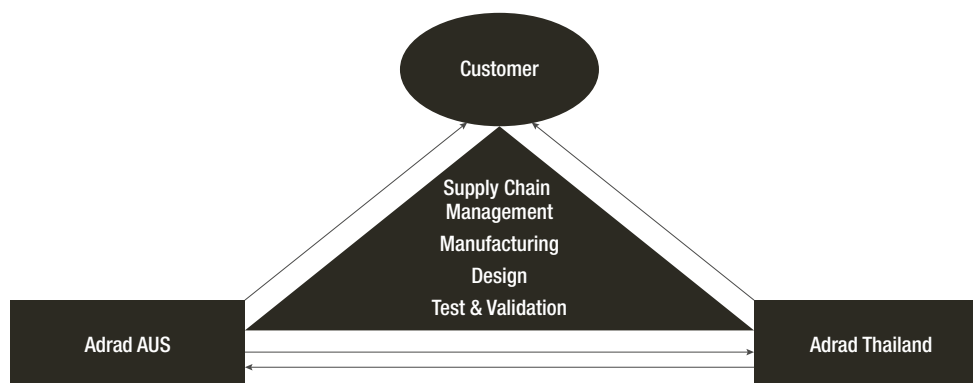 Customer
Supply Chain
Management
Manufacturing
Design
Test & Validation
Adrad AUS
Adrad Thailand